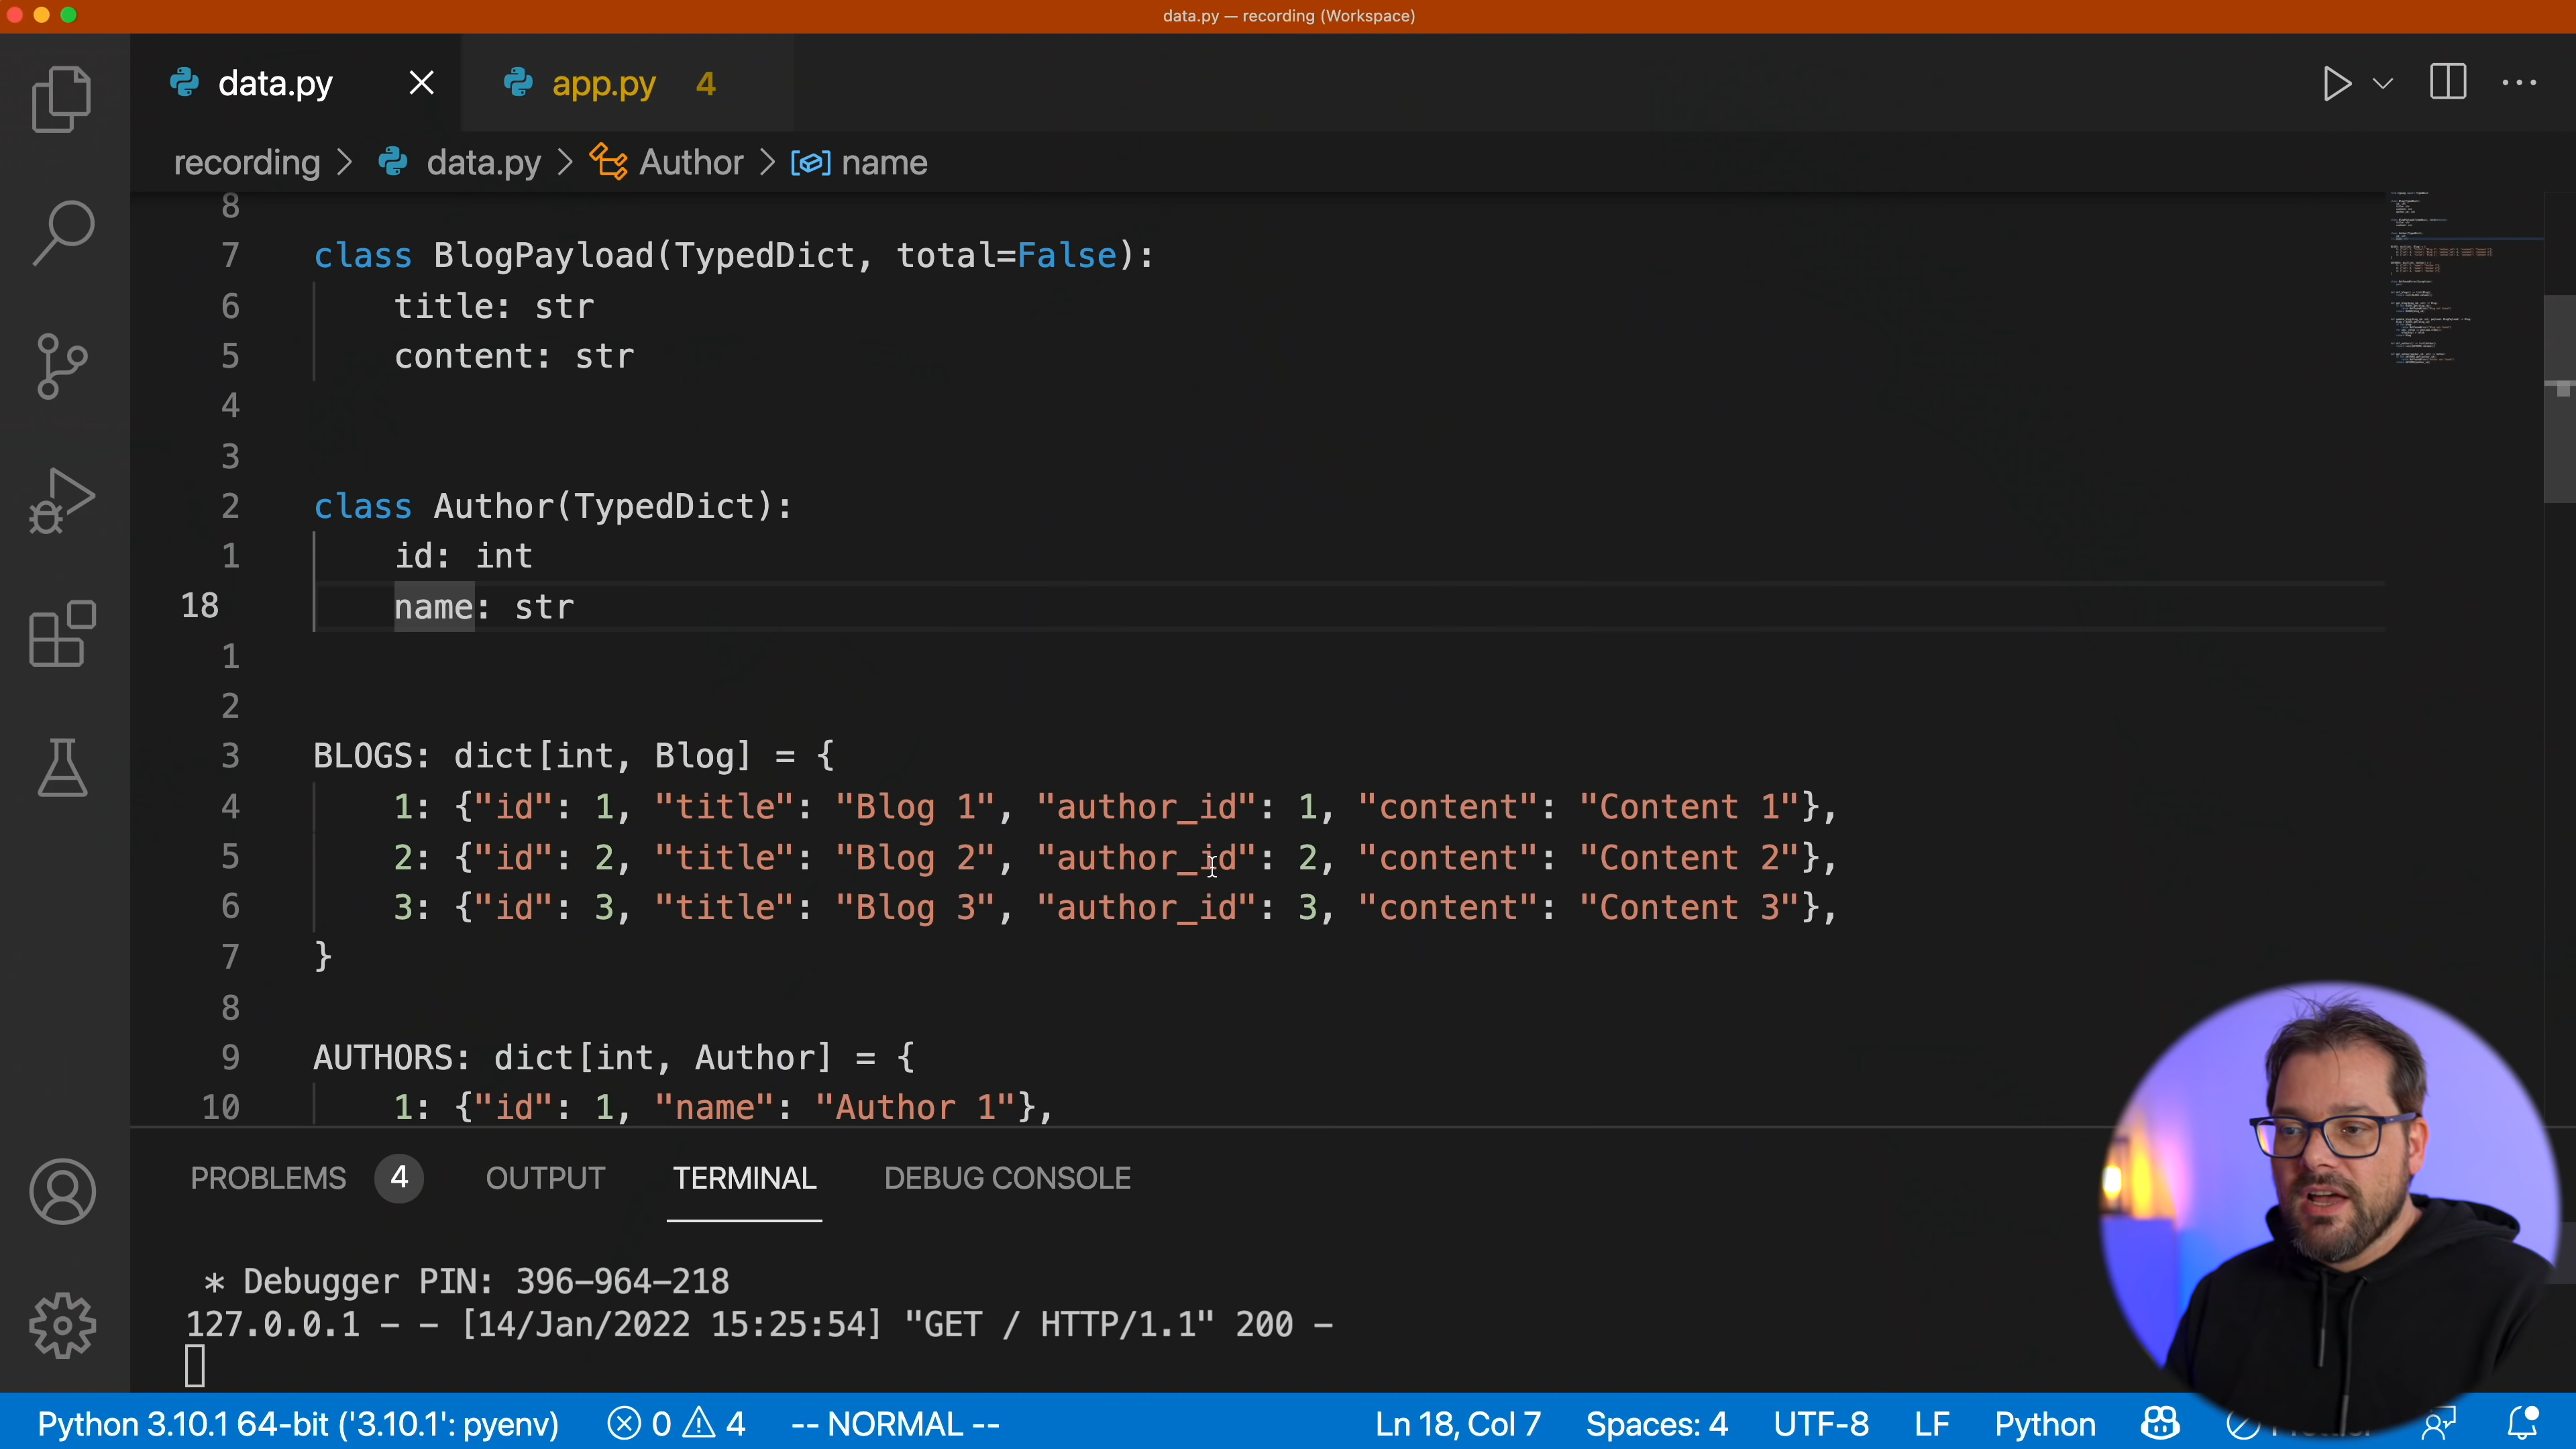 data.py — recording (Workspace)
data.py
app.py 4
recording > data.py > Author > name
8
7 class BlogPayload(TypedDict, total=False):
6 title: str
5 content: str
4
3
2 class Author(TypedDict):
1 id: int
18 name: str
1
2
3 BLOGS: dict[int, Blog] = {
4 1: {"id": 1, "title": "Blog 1", "author_id": 1, "content": "Content 1"},
5 2: {"id": 2, "title": "Blog 2", "author_id": 2, "content": "Content 2"},
6 3: {"id": 3, "title": "Blog 3", "author_id": 3, "content": "Content 3"},
7 }
8
9 AUTHORS: dict[int, Author] = {
10 1: {"id": 1, "name": "Author 1"},
PROBLEMS 4 OUTPUT TERMINAL DEBUG CONSOLE
* Debugger PIN: 396-964-218
127.0.0.1 - - [14/Jan/2022 15:25:54] "GET / HTTP/1.1" 200 -
Python 3.10.1 64-bit ('3.10.1': pyenv) 0 4 -- NORMAL -- Ln 18, Col 7 Spaces: 4 UTF-8 LF Python